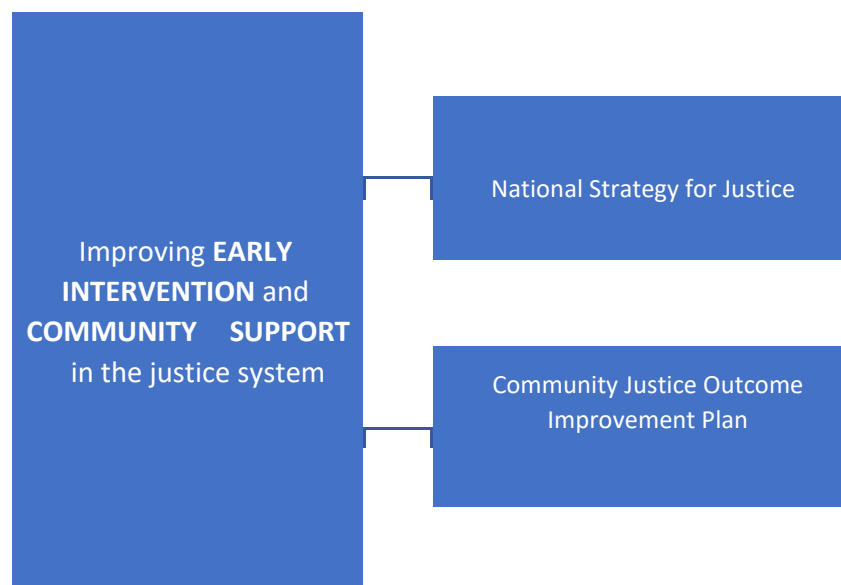 Improving EARLY
INTERVENTION and
COMMUNITY SUPPORT
in the justice system
National Strategy for Justice
Community Justice Outcome
Improvement Plan